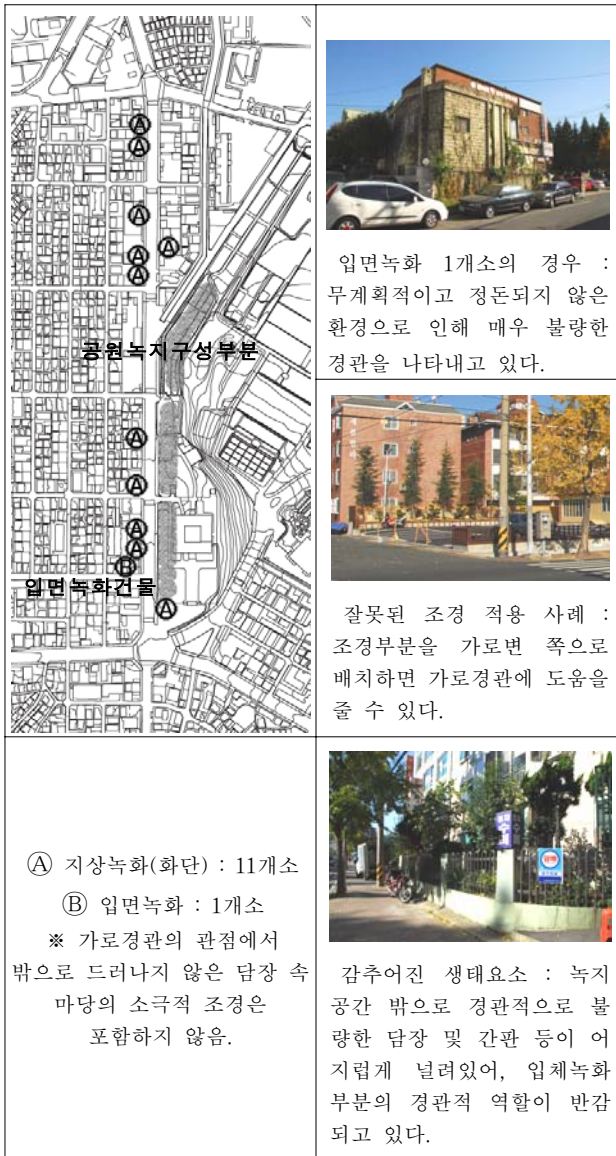 Ⓐ
Ⓐ
Ⓐ
Ⓐ
Ⓐ
Ⓐ
공원녹지구성부분
Ⓐ
Ⓐ
Ⓐ
Ⓐ
Ⓑ
입면녹화건물
Ⓐ
입면녹화 1개소의 경우 :
무계획적이고 정돈되지 않은
환경으로 인해 매우 불량한
경관을 나타내고 있다.
잘못된 조경 적용 사례 :
조경부분을 가로변 쪽으로
배치하면 가로경관에 도움을
줄 수 있다.
Ⓐ 지상녹화(화단) : 11개소
Ⓑ 입면녹화 : 1개소
※ 가로경관의 관점에서
밖으로 드러나지 않은 담장 속
마당의 소극적 조경은
포함하지 않음.
감추어진 생태요소 : 녹지
공간 밖으로 경관적으로 불
량한 담장 및 간판 등이 어
지럽게 널려있어, 입체녹화
부분의 경관적 역할이 반감
되고 있다.